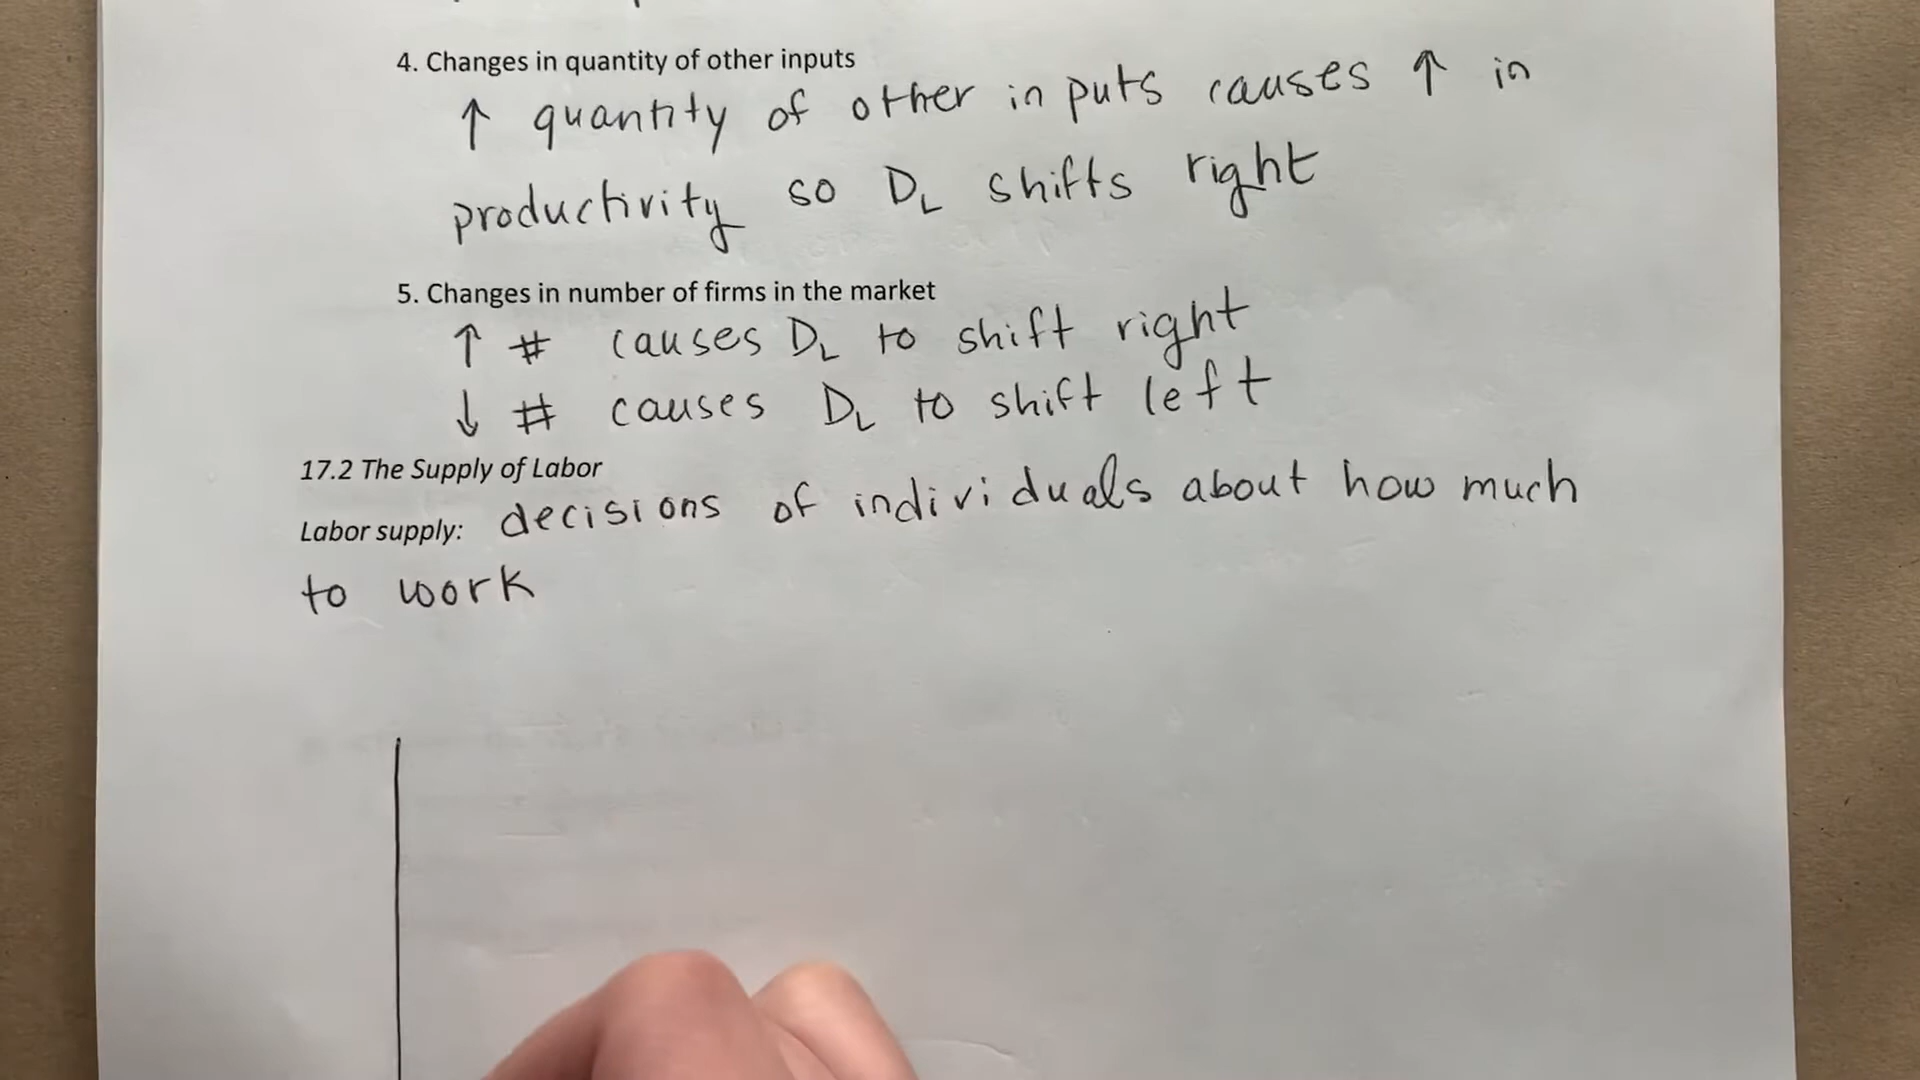 4. Changes in quantity of other inputs
↑ quantity of other inputs causes ↑ in
productivity so DL shifts right
5. Changes in number of firms in the market
↑ # causes DL to shift right
↓ # causes DL to shift left
17.2 The Supply of Labor
Labor supply: decisions of individuals about how much
to work